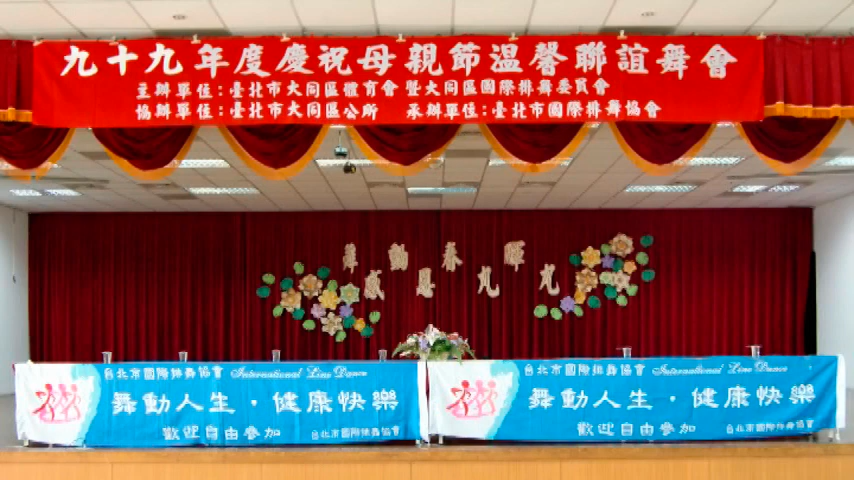 九十九年度慶祝母親節溫馨聯誼舞會
主辦單位：臺北市大同區體育會暨大同區國際排舞委員會
協辦單位：臺北市大同區公所 承辦單位：臺北市國際排舞協會
舞動春暉
感恩九九
台北市國際排舞協會 International Line Dance
舞動人生・健康快樂
歡迎自由參加 台北市國際排舞協會
台北市國際排舞協會 International Line Dance
舞動人生・健康快樂
歡迎自由參加 台北市國際排舞協會